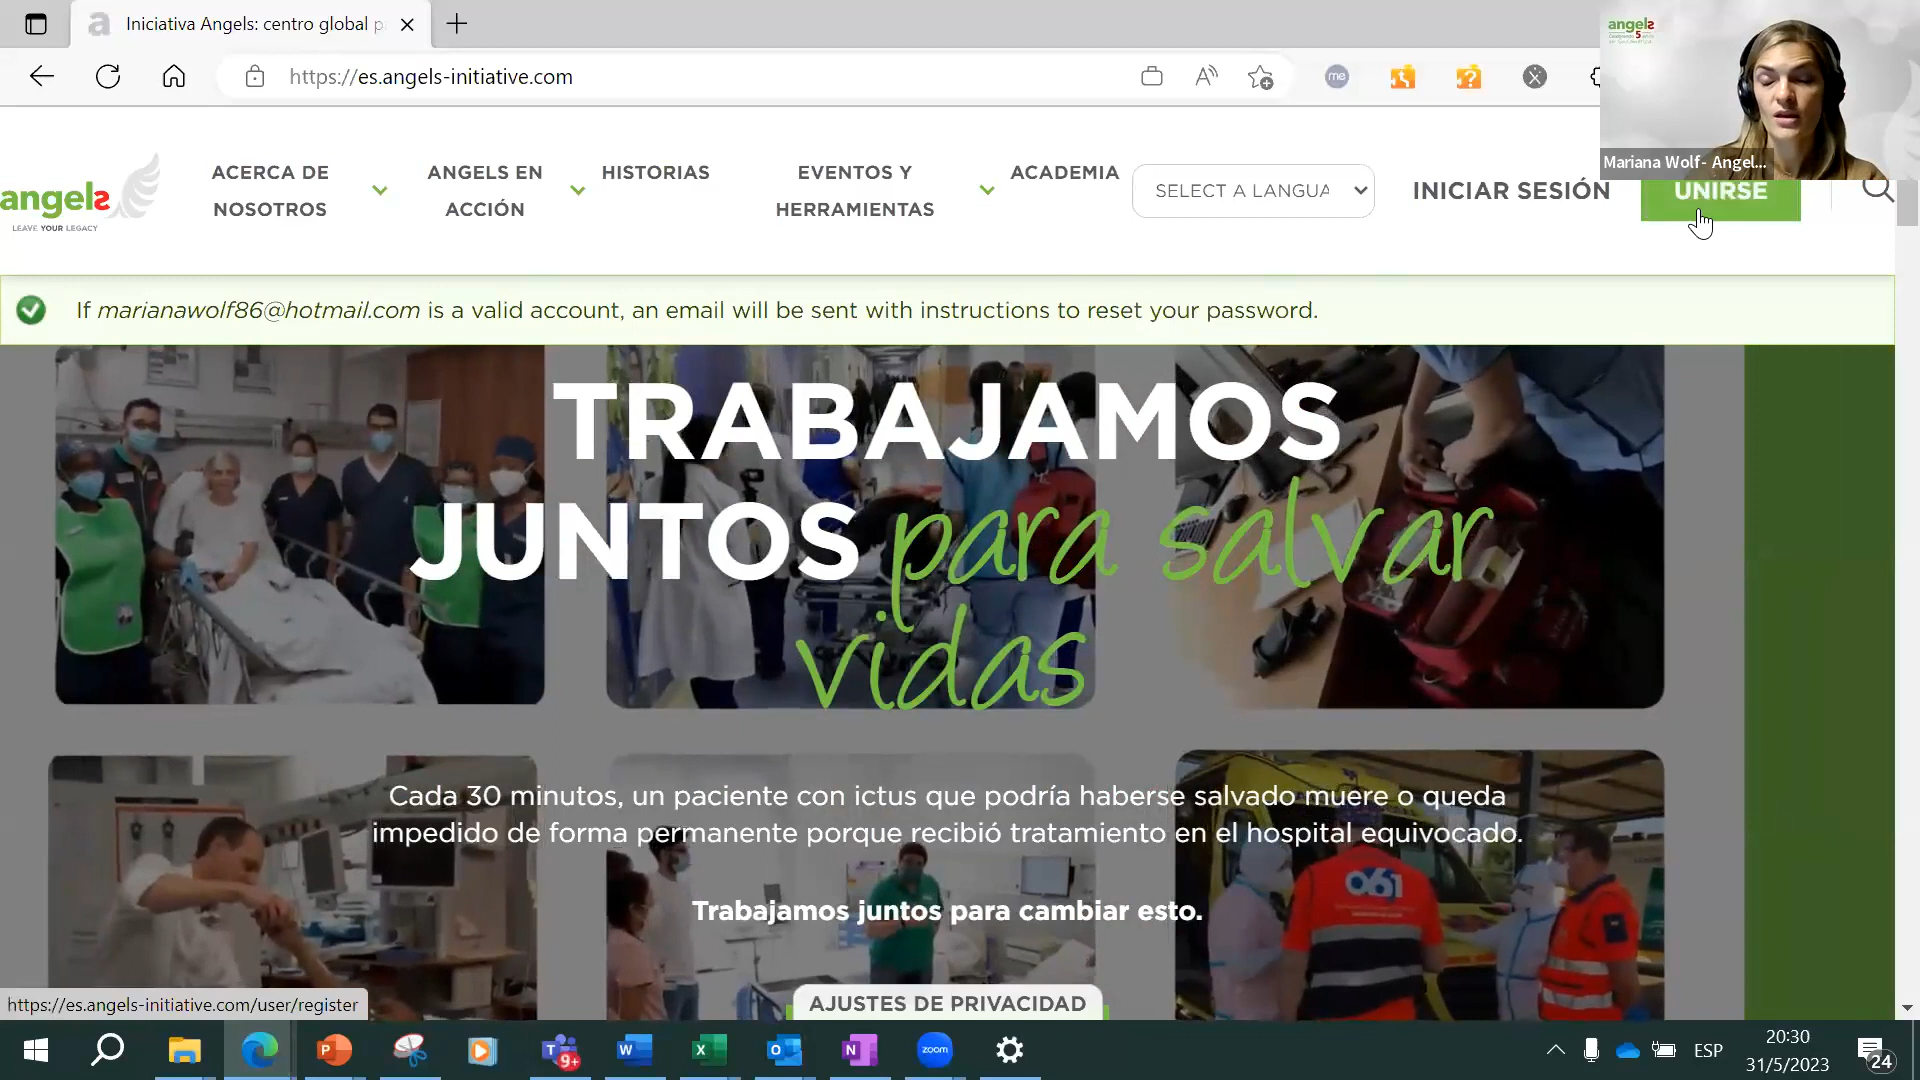 Iniciativa Angels: centro global p
https://es.angels-initiative.com
me
angels
5
Mariana Wolf- Angel...
angels
LEAVE YOUR LEGACY
ACERCA DE
NOSOTROS
ANGELS EN
ACCIÓN
HISTORIAS
EVENTOS Y
HERRAMIENTAS
ACADEMIA
SELECT A LANGUA
INICIAR SESIÓN
UNIRSE
If marianawolf86@hotmail.com is a valid account, an email will be sent with instructions to reset your password.
TRABAJAMOS
JUNTOS para salvar
vidas
Cada 30 minutos, un paciente con ictus que podría haberse salvado muere o queda
impedido de forma permanente porque recibió tratamiento en el hospital equivocado.
061
Trabajamos juntos para cambiar esto.
AJUSTES DE PRIVACIDAD
https://es.angels-initiative.com/user/register
9+
zoom
ESP
20:30
31/5/2023
24